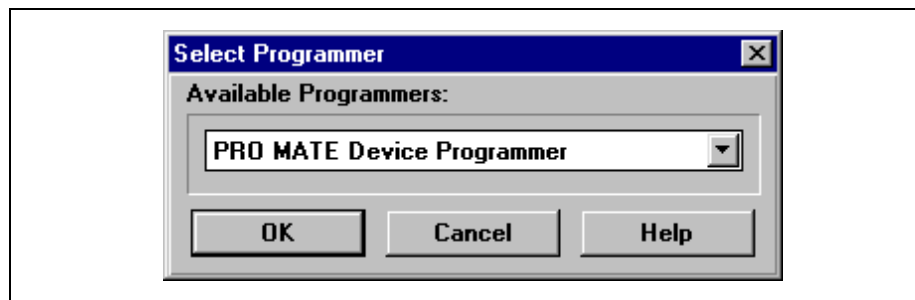 Select Programmer
Available Programmers:
PRO MATE Device Programmer
OK Cancel Help